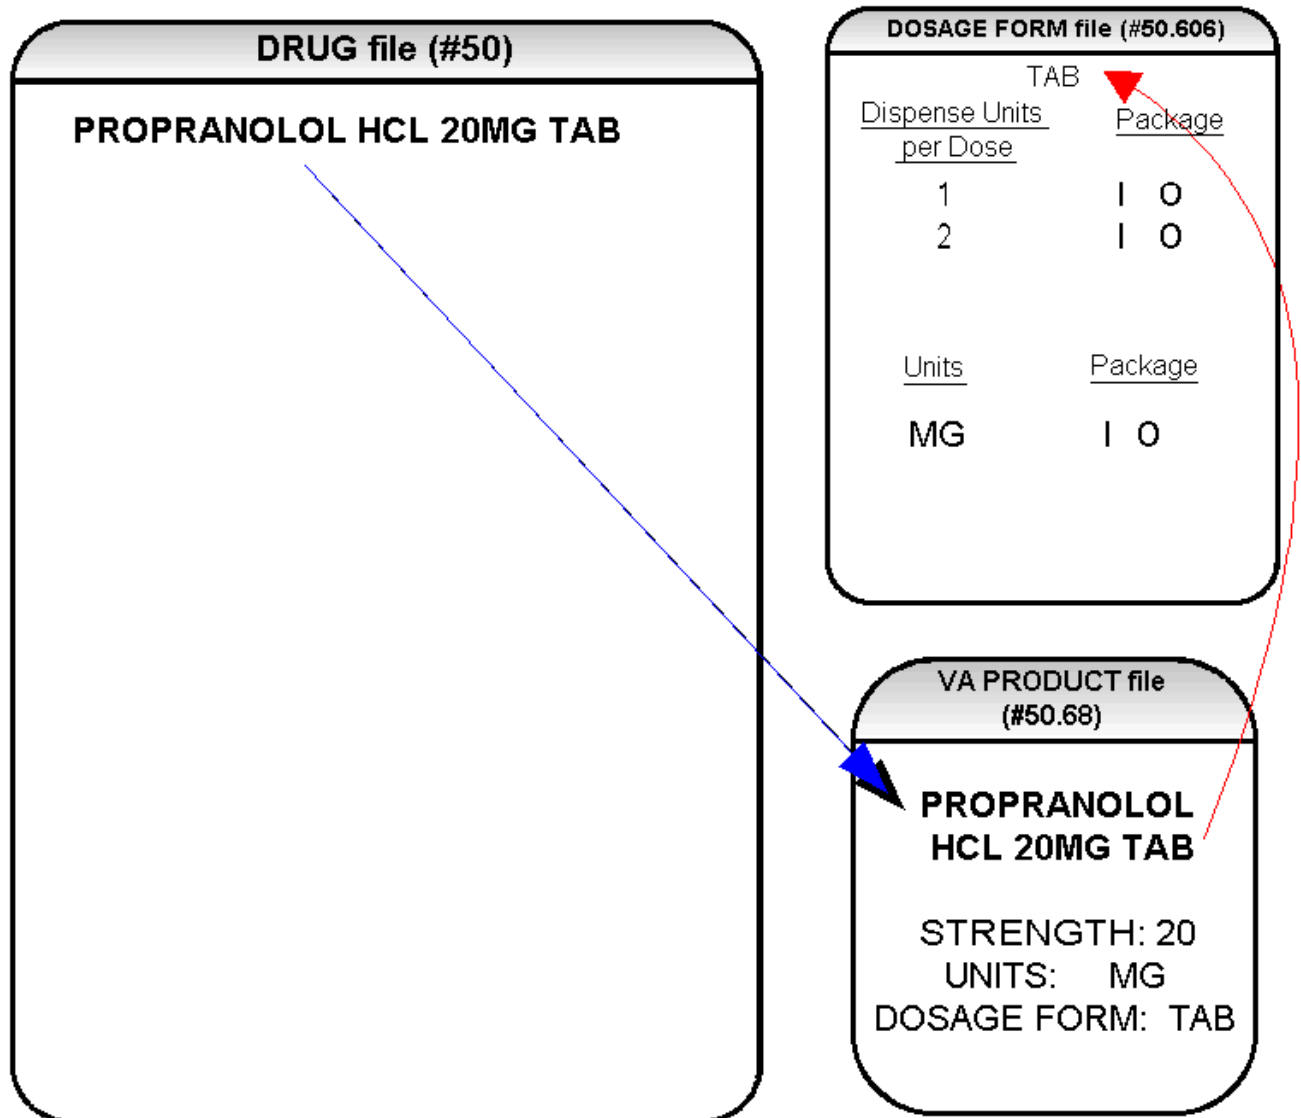 DRUG file (#50)
PROPRANOLOL HCL 20MG TAB
DOSAGE FORM file (#50.606)
TAB
Dispense Units Package
per Dose
1 I O
2 I O
Units Package
MG I O
VA PRODUCT file
(#50.68)
PROPRANOLOL
HCL 20MG TAB
STRENGTH: 20
UNITS: MG
DOSAGE FORM: TAB